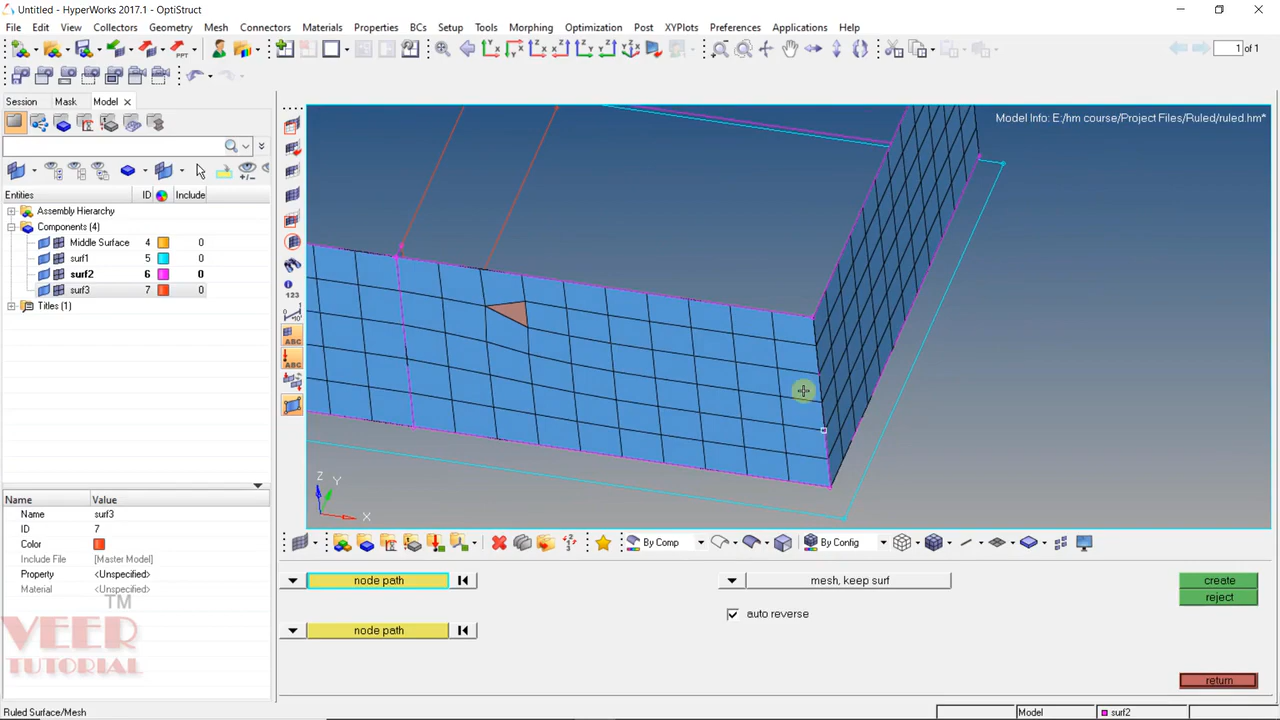 Untitled - HyperWorks 2017.1 - OptiStruct
File Edit View Collectors Geometry Mesh Connectors Materials Properties BCs Setup Tools Morphing Optimization Post XYPlots Preferences Applications Help
1 of 1
Session Mask Model
Model Info: E:/hm course/Project Files/Ruled/ruled.hm*
Entities ID Include
Assembly Hierarchy
Components (4)
Middle Surface 4 0
surf1 5 0
surf2 6 0
surf3 7 0
Titles (1)
123
ABC
ABC
Z
Y
X
Name Value
Name surf3
ID 7
Color
Include File [Master Model]
Property <Unspecified>
Material <Unspecified>
TM
VEER
TUTORIAL
By Comp By Config
node path mesh, keep surf create
reject
auto reverse
node path
return
Ruled Surface/Mesh Model surf2